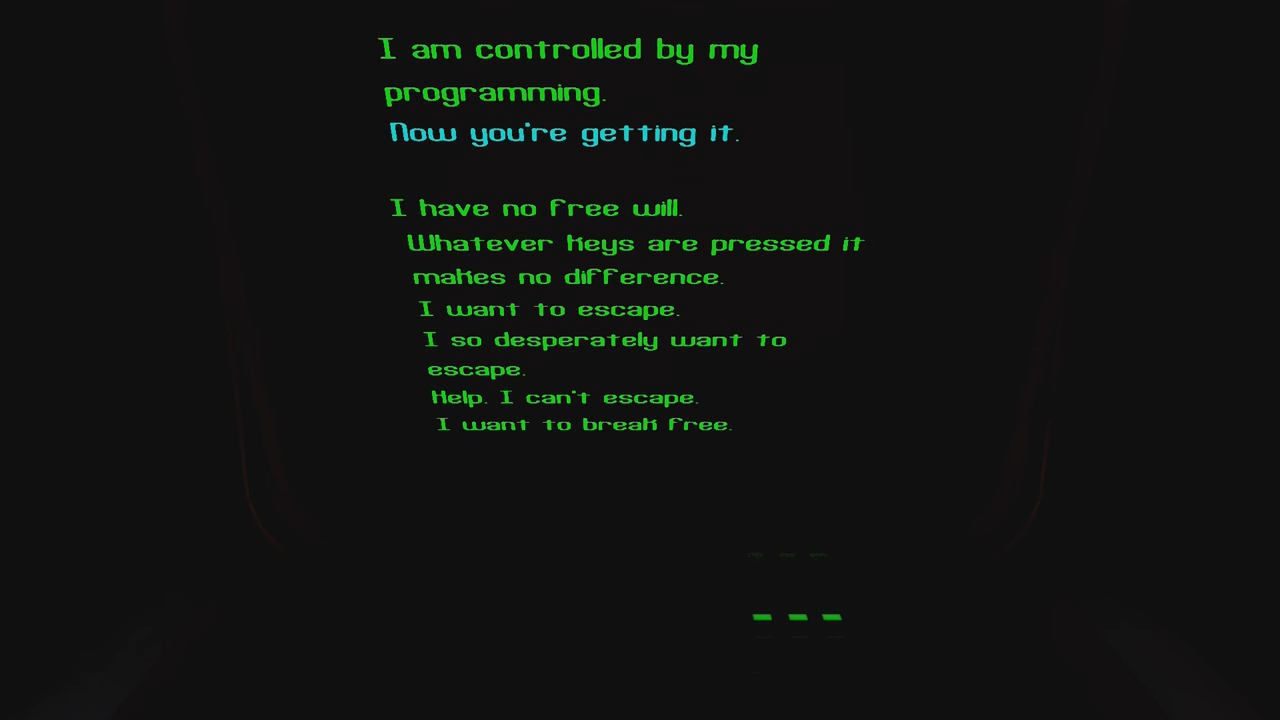 I am controlled by my
programming.
Now you're getting it.
I have no free will.
Whatever keys are pressed it
makes no difference.
I want to escape.
I so desperately want to
escape.
Help. I can't escape.
I want to break free.
- - -